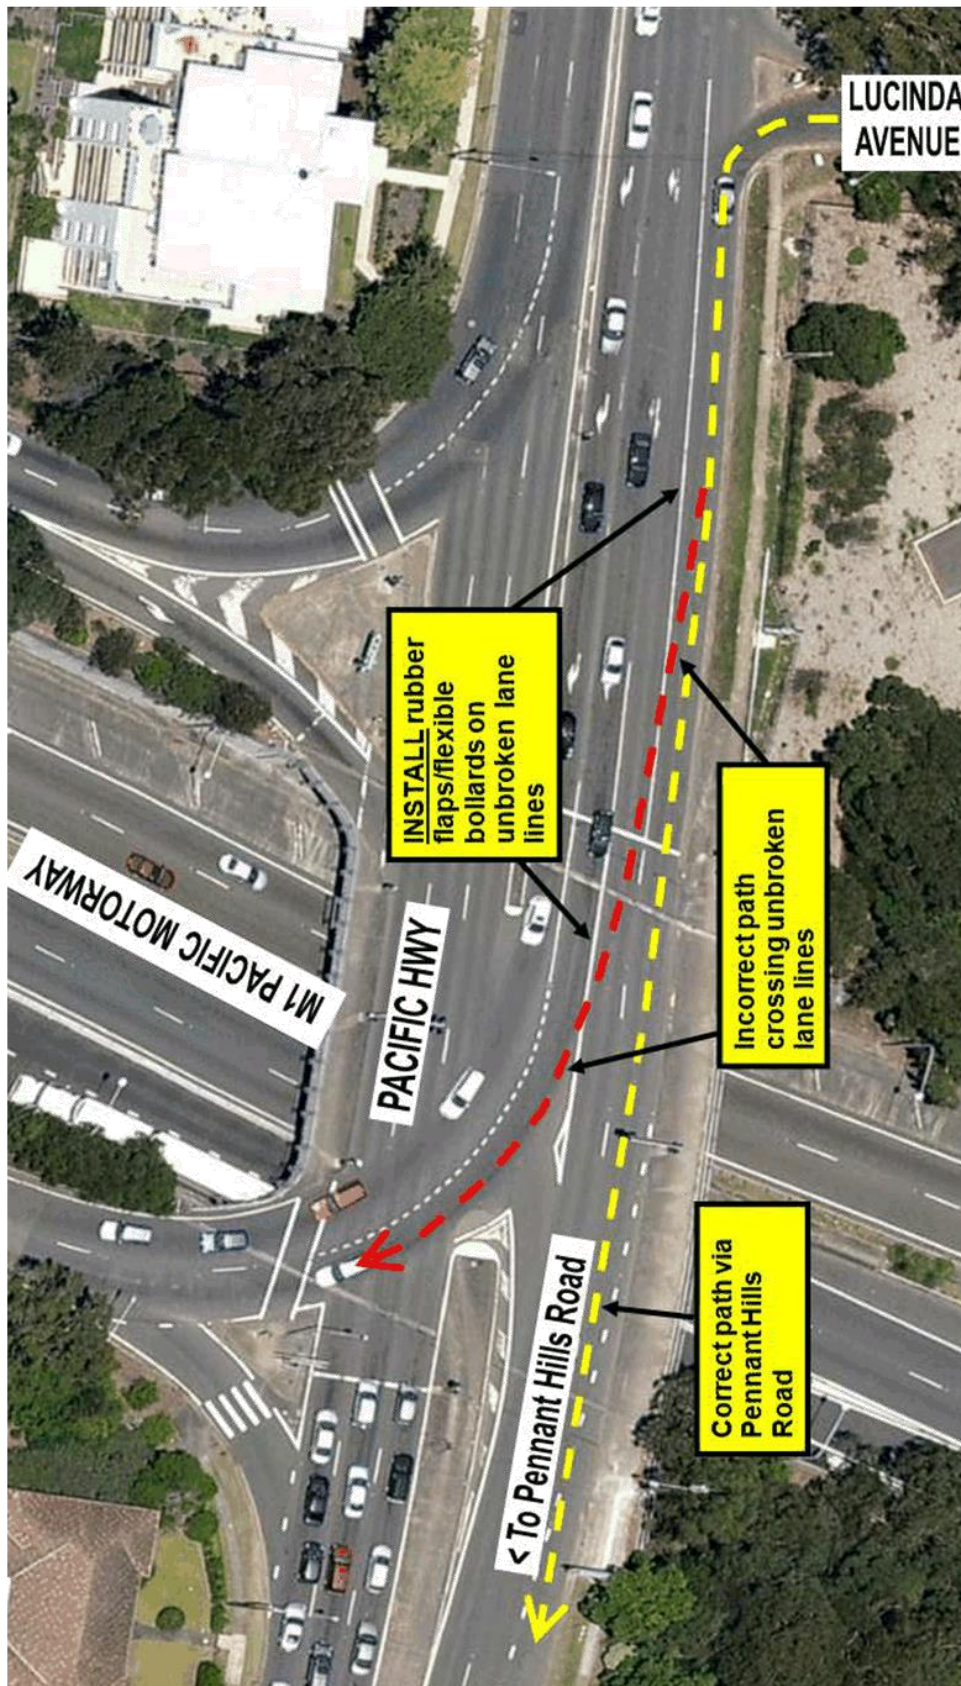 LUCINDA
AVENUE
INSTALL rubber
flaps/flexible
bollards on
unbroken lane
lines
M1 PACIFIC MOTORWAY
PACIFIC HWY
Incorrect path
crossing unbroken
lane lines
< To Pennant Hills Road
Correct path via
Pennant Hills
Road